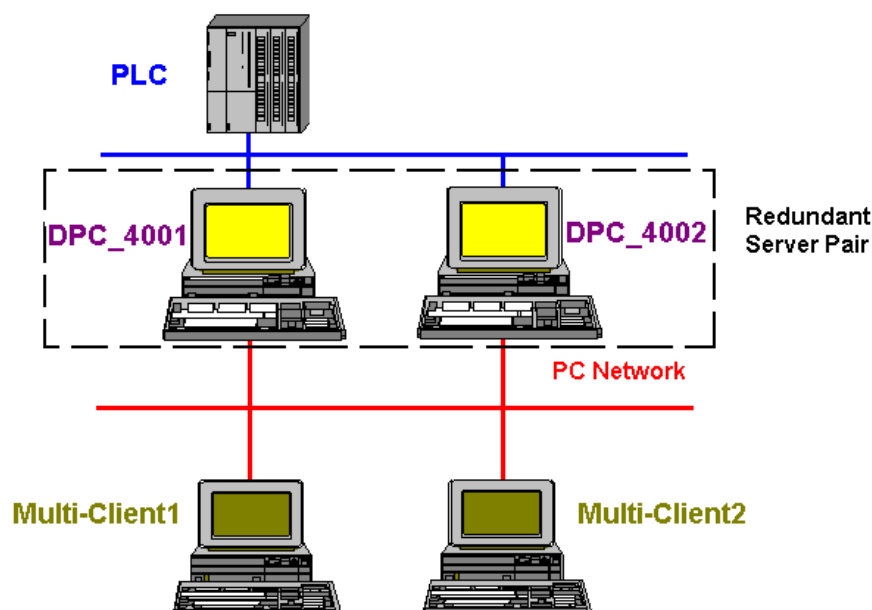 PLC
DPC_4001
DPC_4002
Redundant
Server Pair
PC Network
Multi-Client1
Multi-Client2